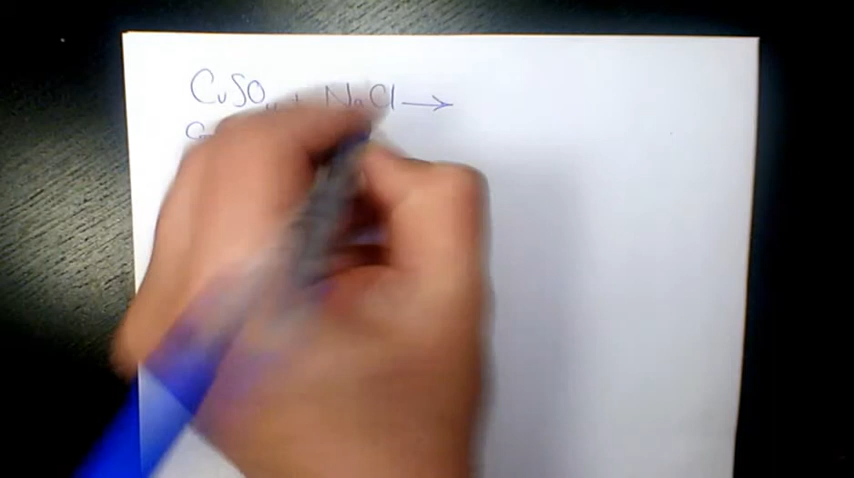 CuSO4 + NaCl →